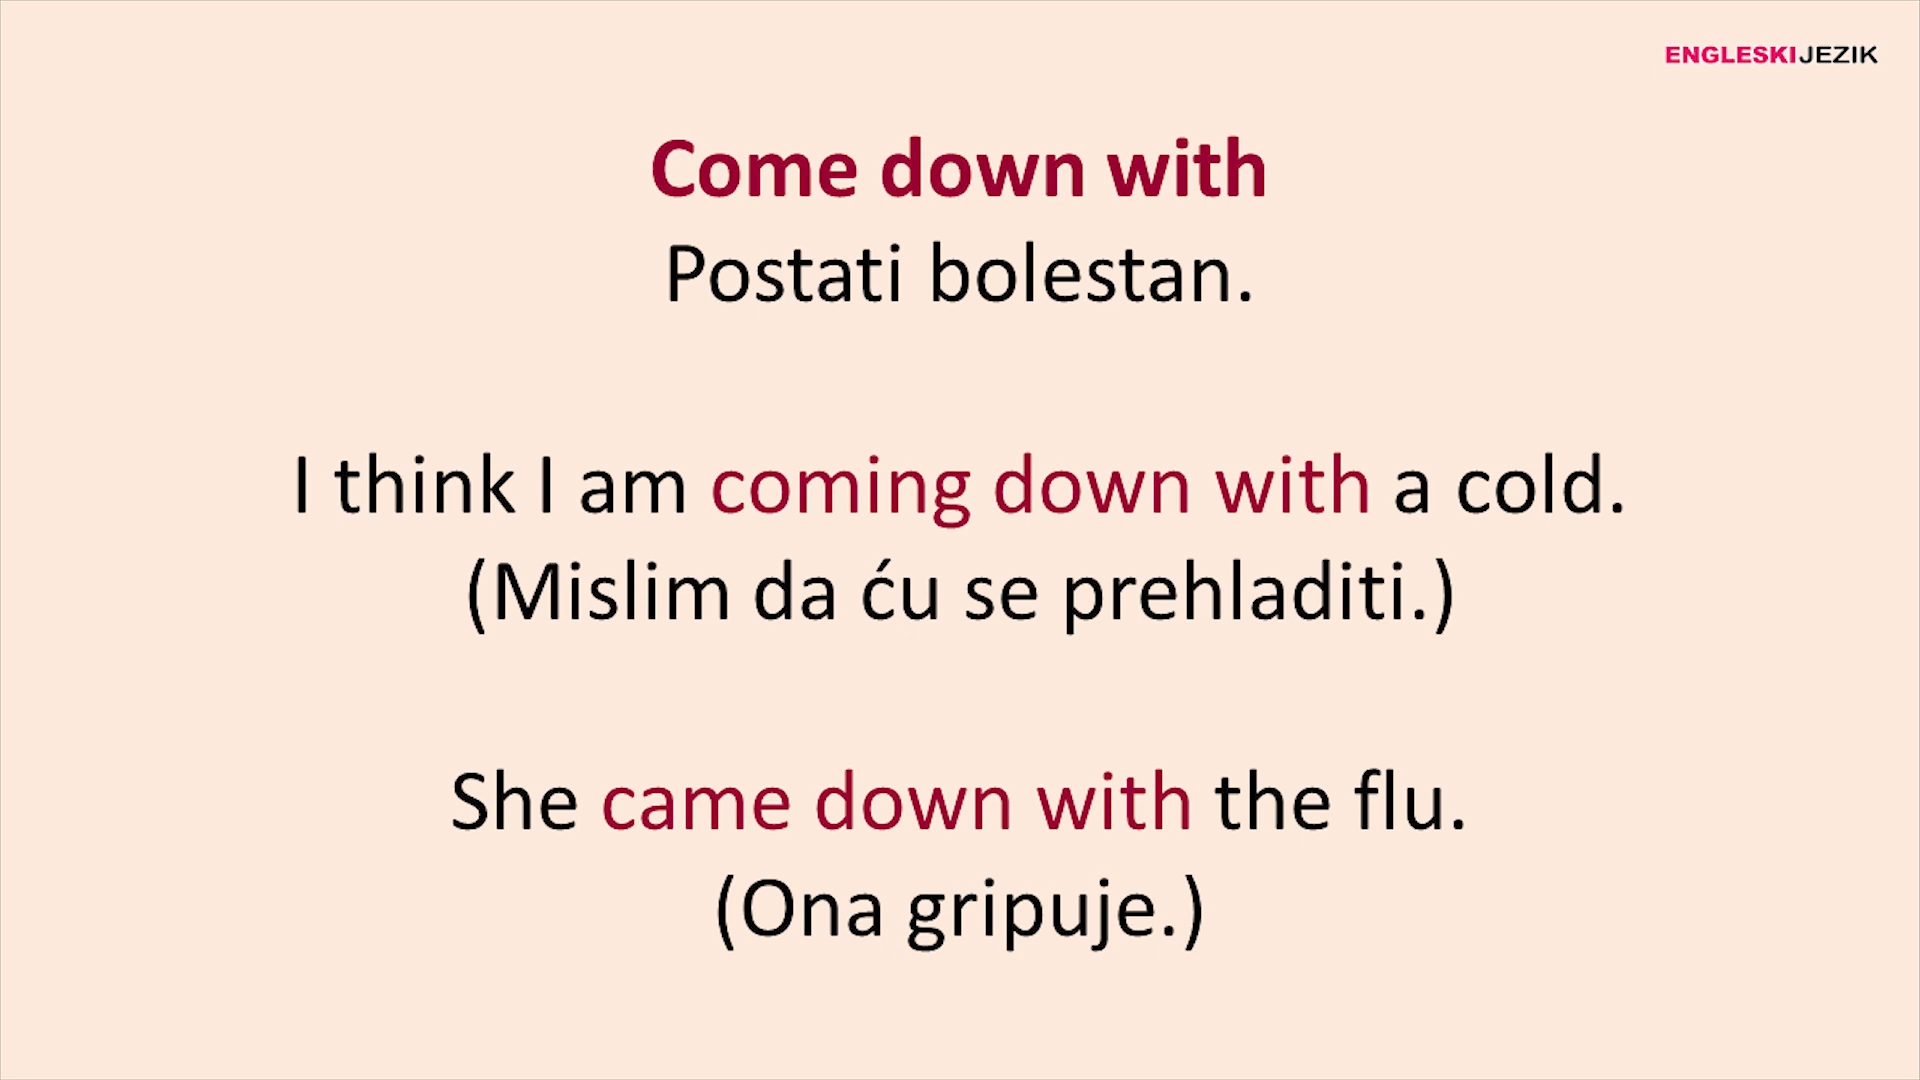 ENGLESKIJEZIK
Come down with
Postati bolestan.
I think I am coming down with a cold.
(Mislim da ću se prehladiti.)
She came down with the flu.
(Ona gripuje.)